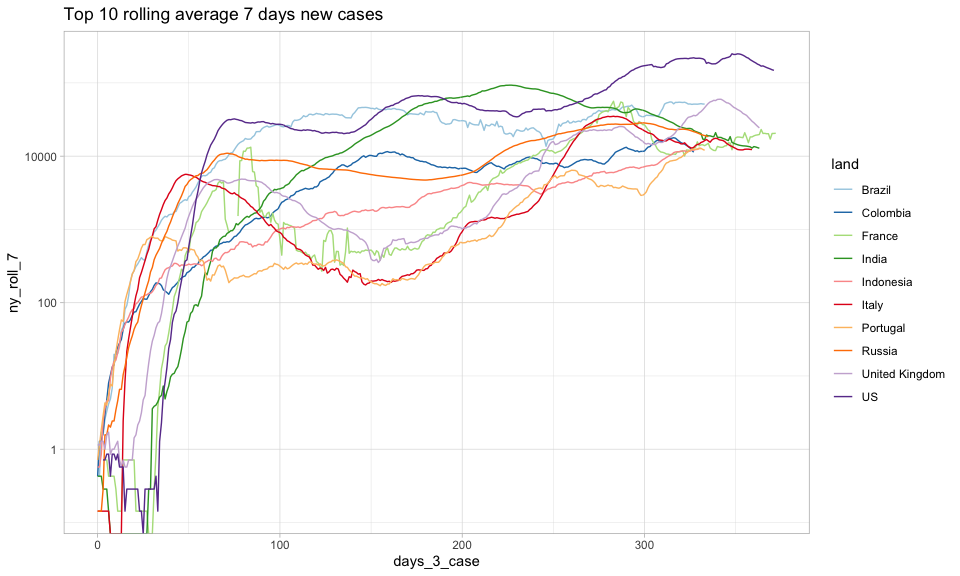 Top 10 rolling average 7 days new cases
ny_roll_7
10000
100
1
0
100
200
300
days_3_case
land
Brazil
Colombia
France
India
Indonesia
Italy
Portugal
Russia
United Kingdom
US